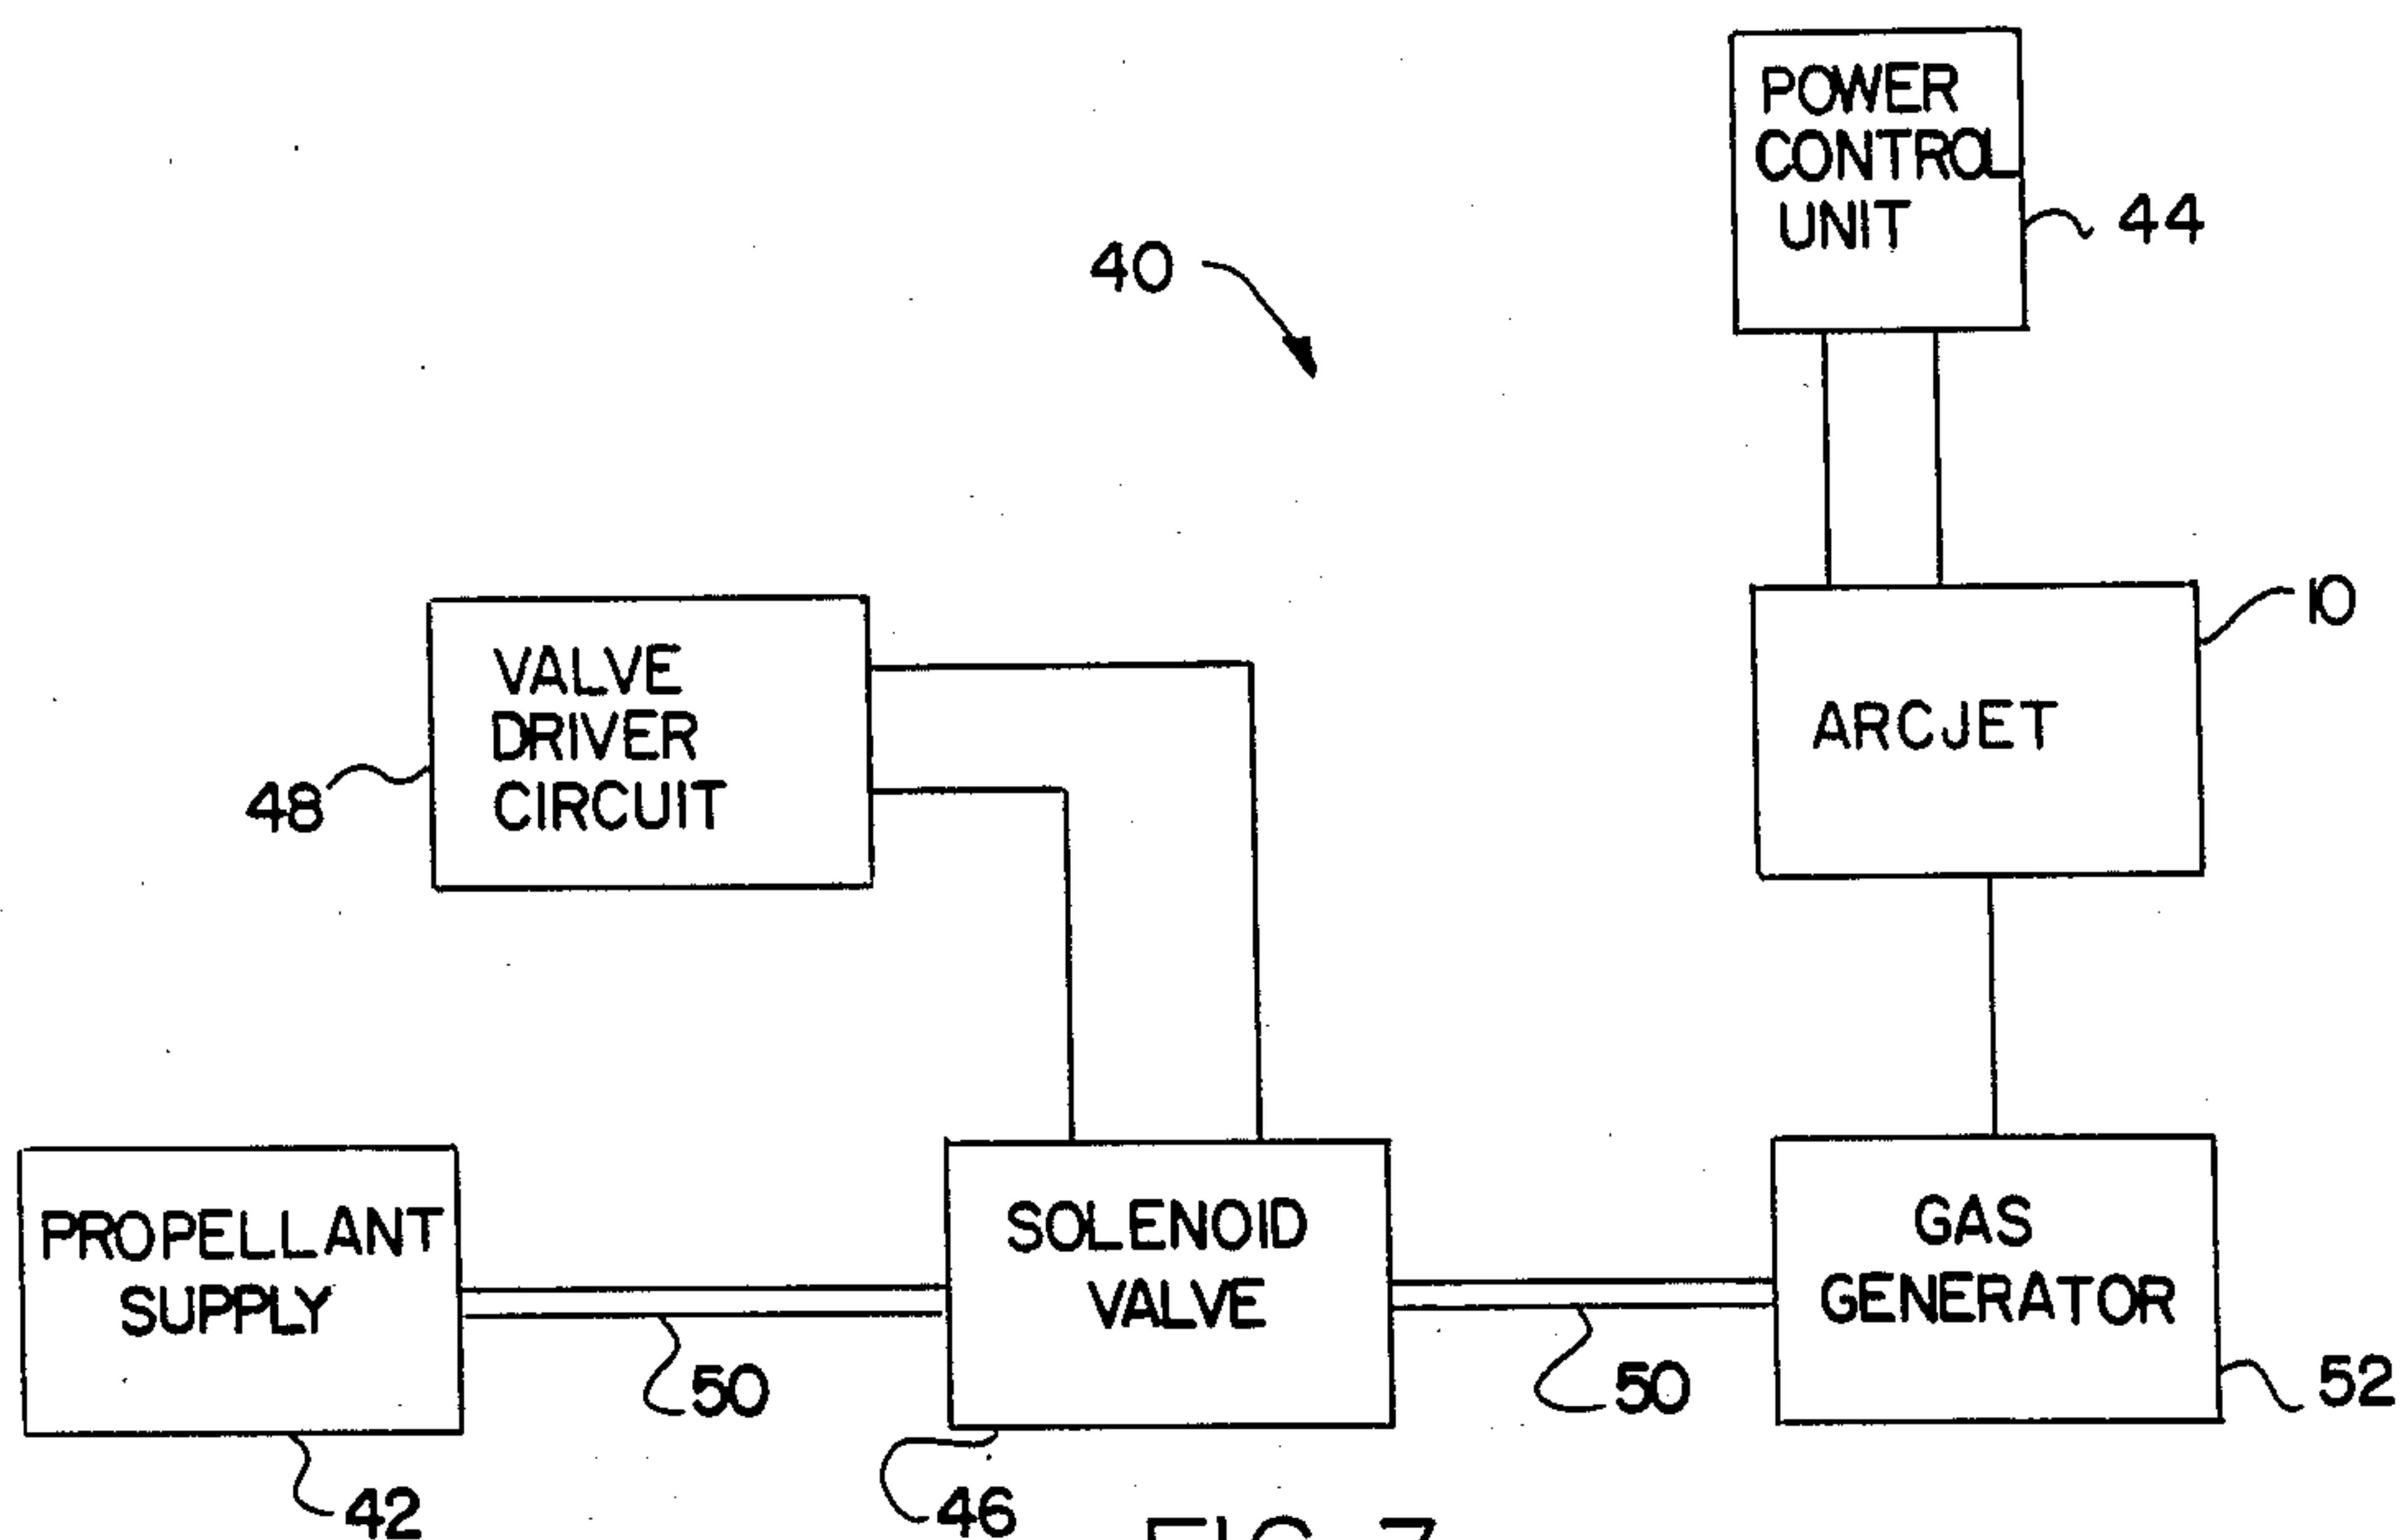 POWER
CONTROL
UNIT
44
40
10
ARCJET
VALVE
DRIVER
CIRCUIT
48
PROPELLANT
SUPPLY
42
50
SOLENOID
VALVE
46
50
GAS
GENERATOR
52